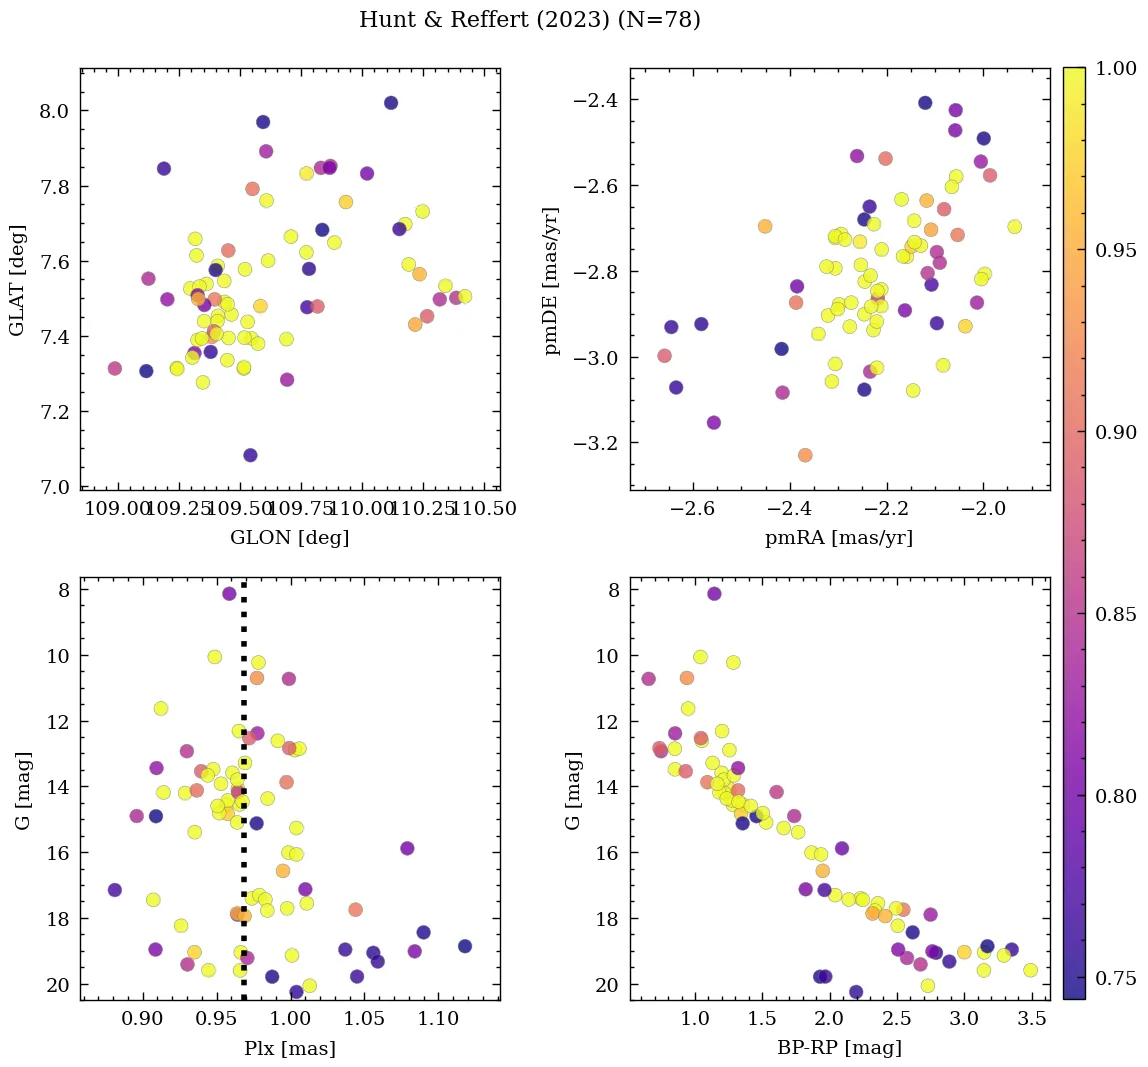 Hunt & Reffert (2023) (N=78)
8.0
7.8
7.6
7.4
7.2
7.0
GLAT [deg]
109.00 109.25 109.50 109.75 110.00 110.25 110.50
GLON [deg]
−2.4
−2.6
−2.8
−3.0
−3.2
pmDE [mas/yr]
−2.6 −2.4 −2.2 −2.0
pmRA [mas/yr]
1.00
0.95
0.90
0.85
0.80
0.75
8
10
12
14
16
18
20
G [mag]
0.90 0.95 1.00 1.05 1.10
Plx [mas]
8
10
12
14
16
18
20
G [mag]
1.0 1.5 2.0 2.5 3.0 3.5
BP-RP [mag]